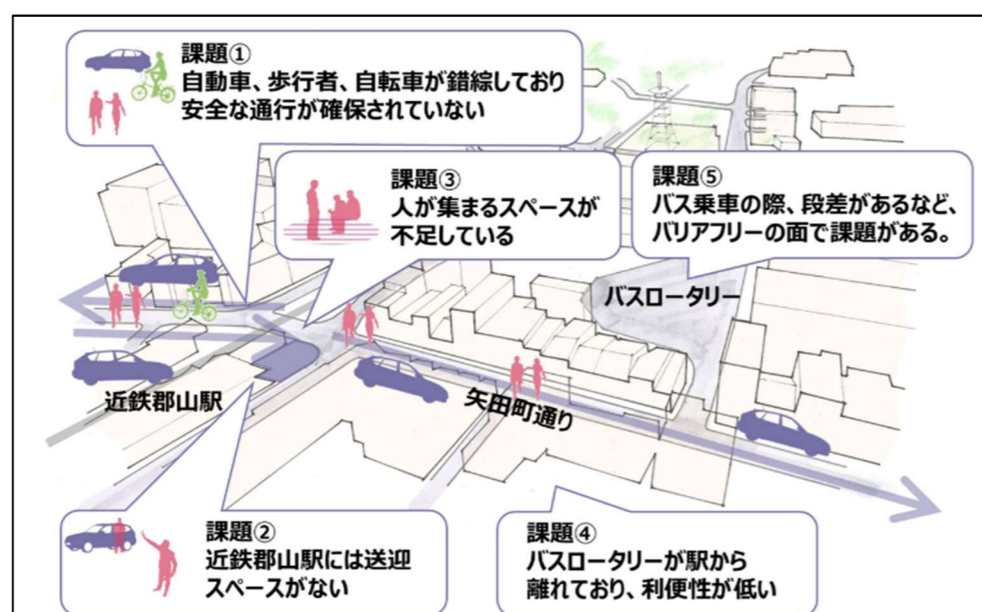 課題①
自動車、歩行者、自転車が錯綜しており
安全な通行が確保されていない
課題③
人が集まるスペースが
不足している
課題⑤
バス乗車の際、段差があるなど、
バリアフリーの面で課題がある。
バスロータリー
近鉄郡山駅
矢田町通り
課題②
近鉄郡山駅には送迎
スペースがない
課題④
バスロータリーが駅から
離れており、利便性が低い